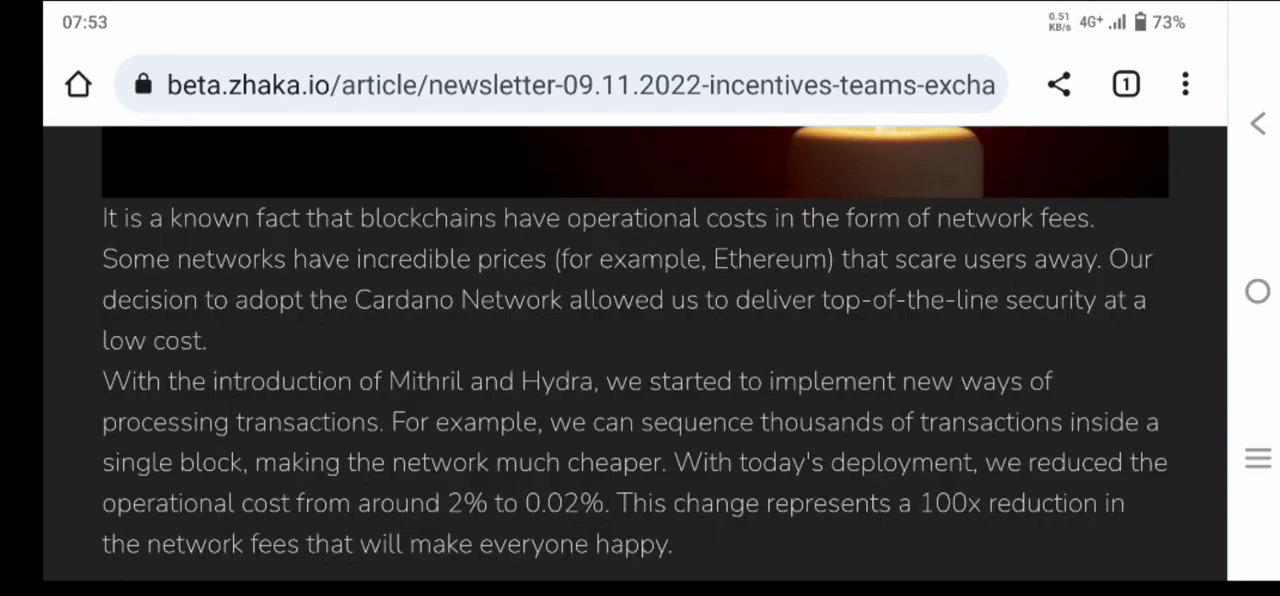 07:53
0.51 KB/s 4G+ 73%
beta.zhaka.io/article/newsletter-09.11.2022-incentives-teams-excha
1
It is a known fact that blockchains have operational costs in the form of network fees.
Some networks have incredible prices (for example, Ethereum) that scare users away. Our
decision to adopt the Cardano Network allowed us to deliver top-of-the-line security at a
low cost.
With the introduction of Mithril and Hydra, we started to implement new ways of
processing transactions. For example, we can sequence thousands of transactions inside a
single block, making the network much cheaper. With today's deployment, we reduced the
operational cost from around 2% to 0.02%. This change represents a 100x reduction in
the network fees that will make everyone happy.